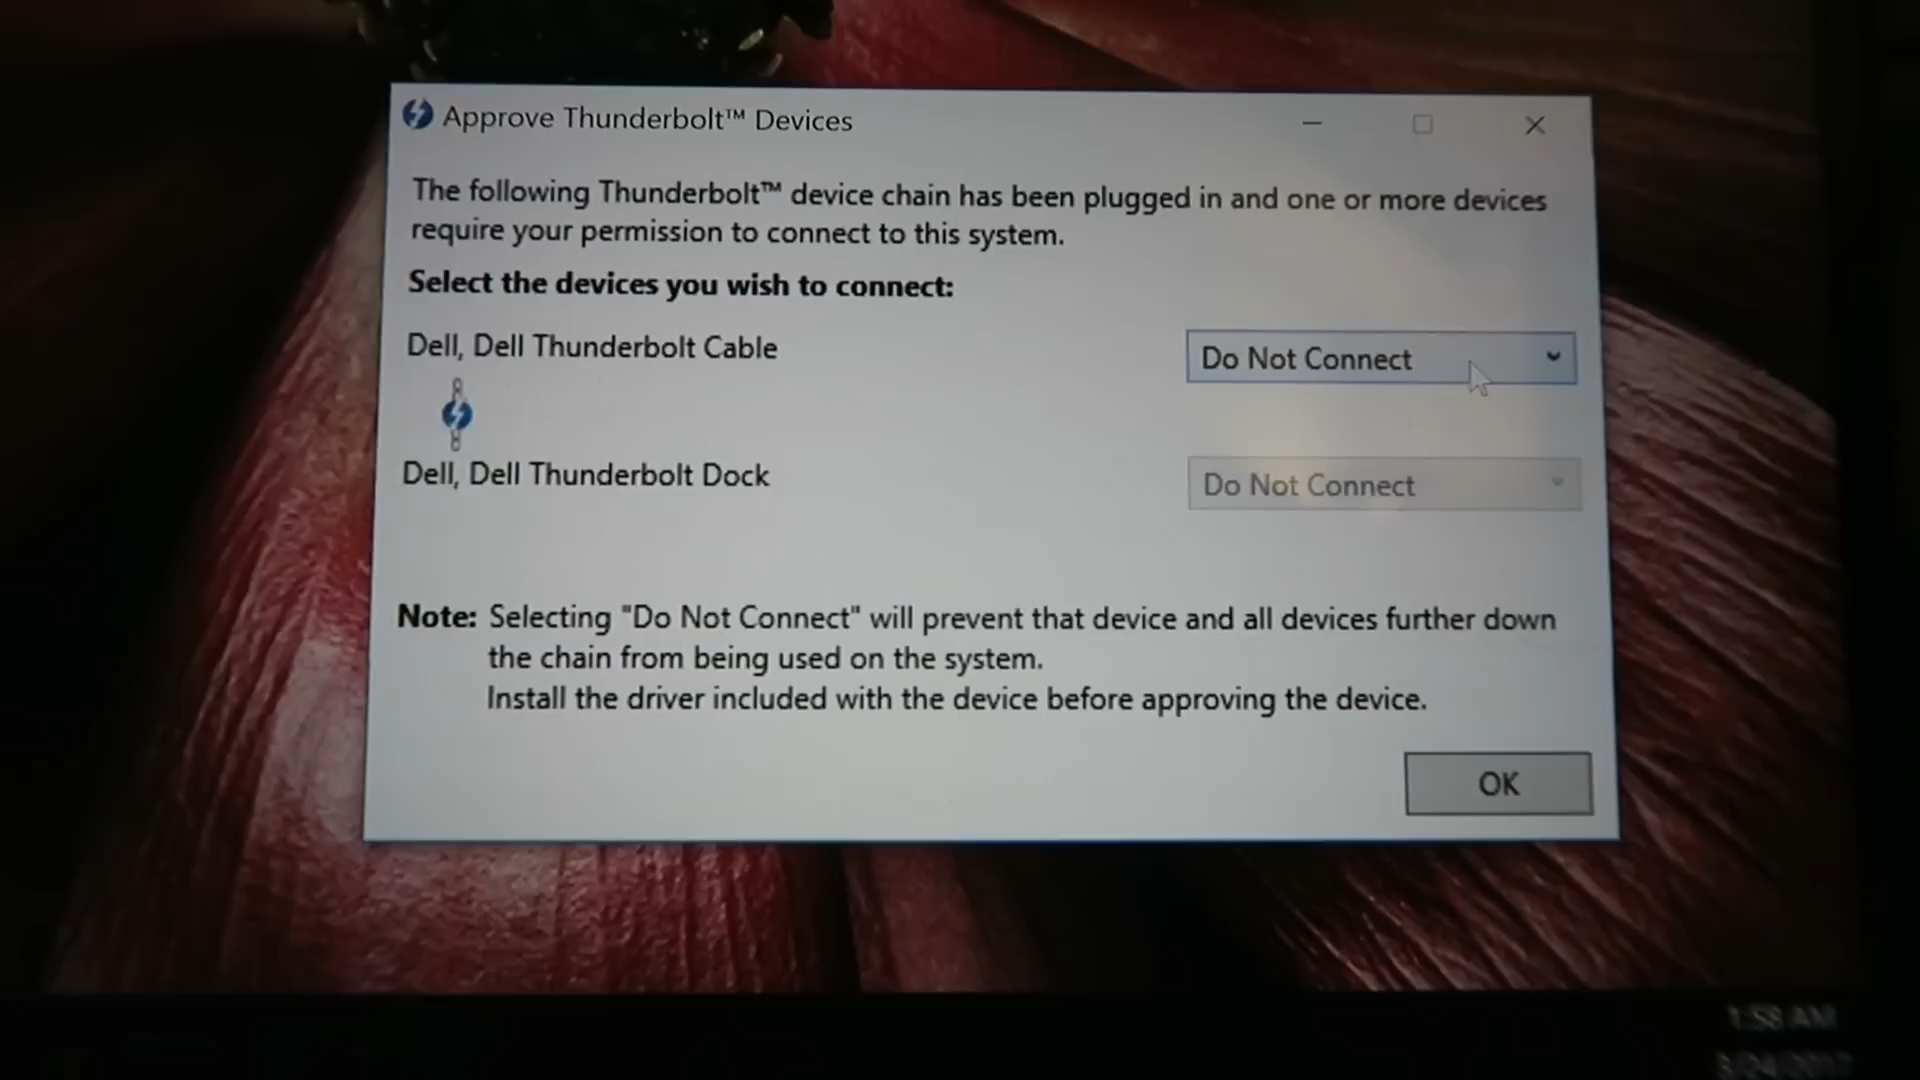 Approve Thunderbolt™ Devices
The following Thunderbolt™ device chain has been plugged in and one or more devices
require your permission to connect to this system.
Select the devices you wish to connect:
Dell, Dell Thunderbolt Cable
Do Not Connect
Dell, Dell Thunderbolt Dock
Do Not Connect
Note: Selecting "Do Not Connect" will prevent that device and all devices further down
the chain from being used on the system.
Install the driver included with the device before approving the device.
OK
1:58 AM